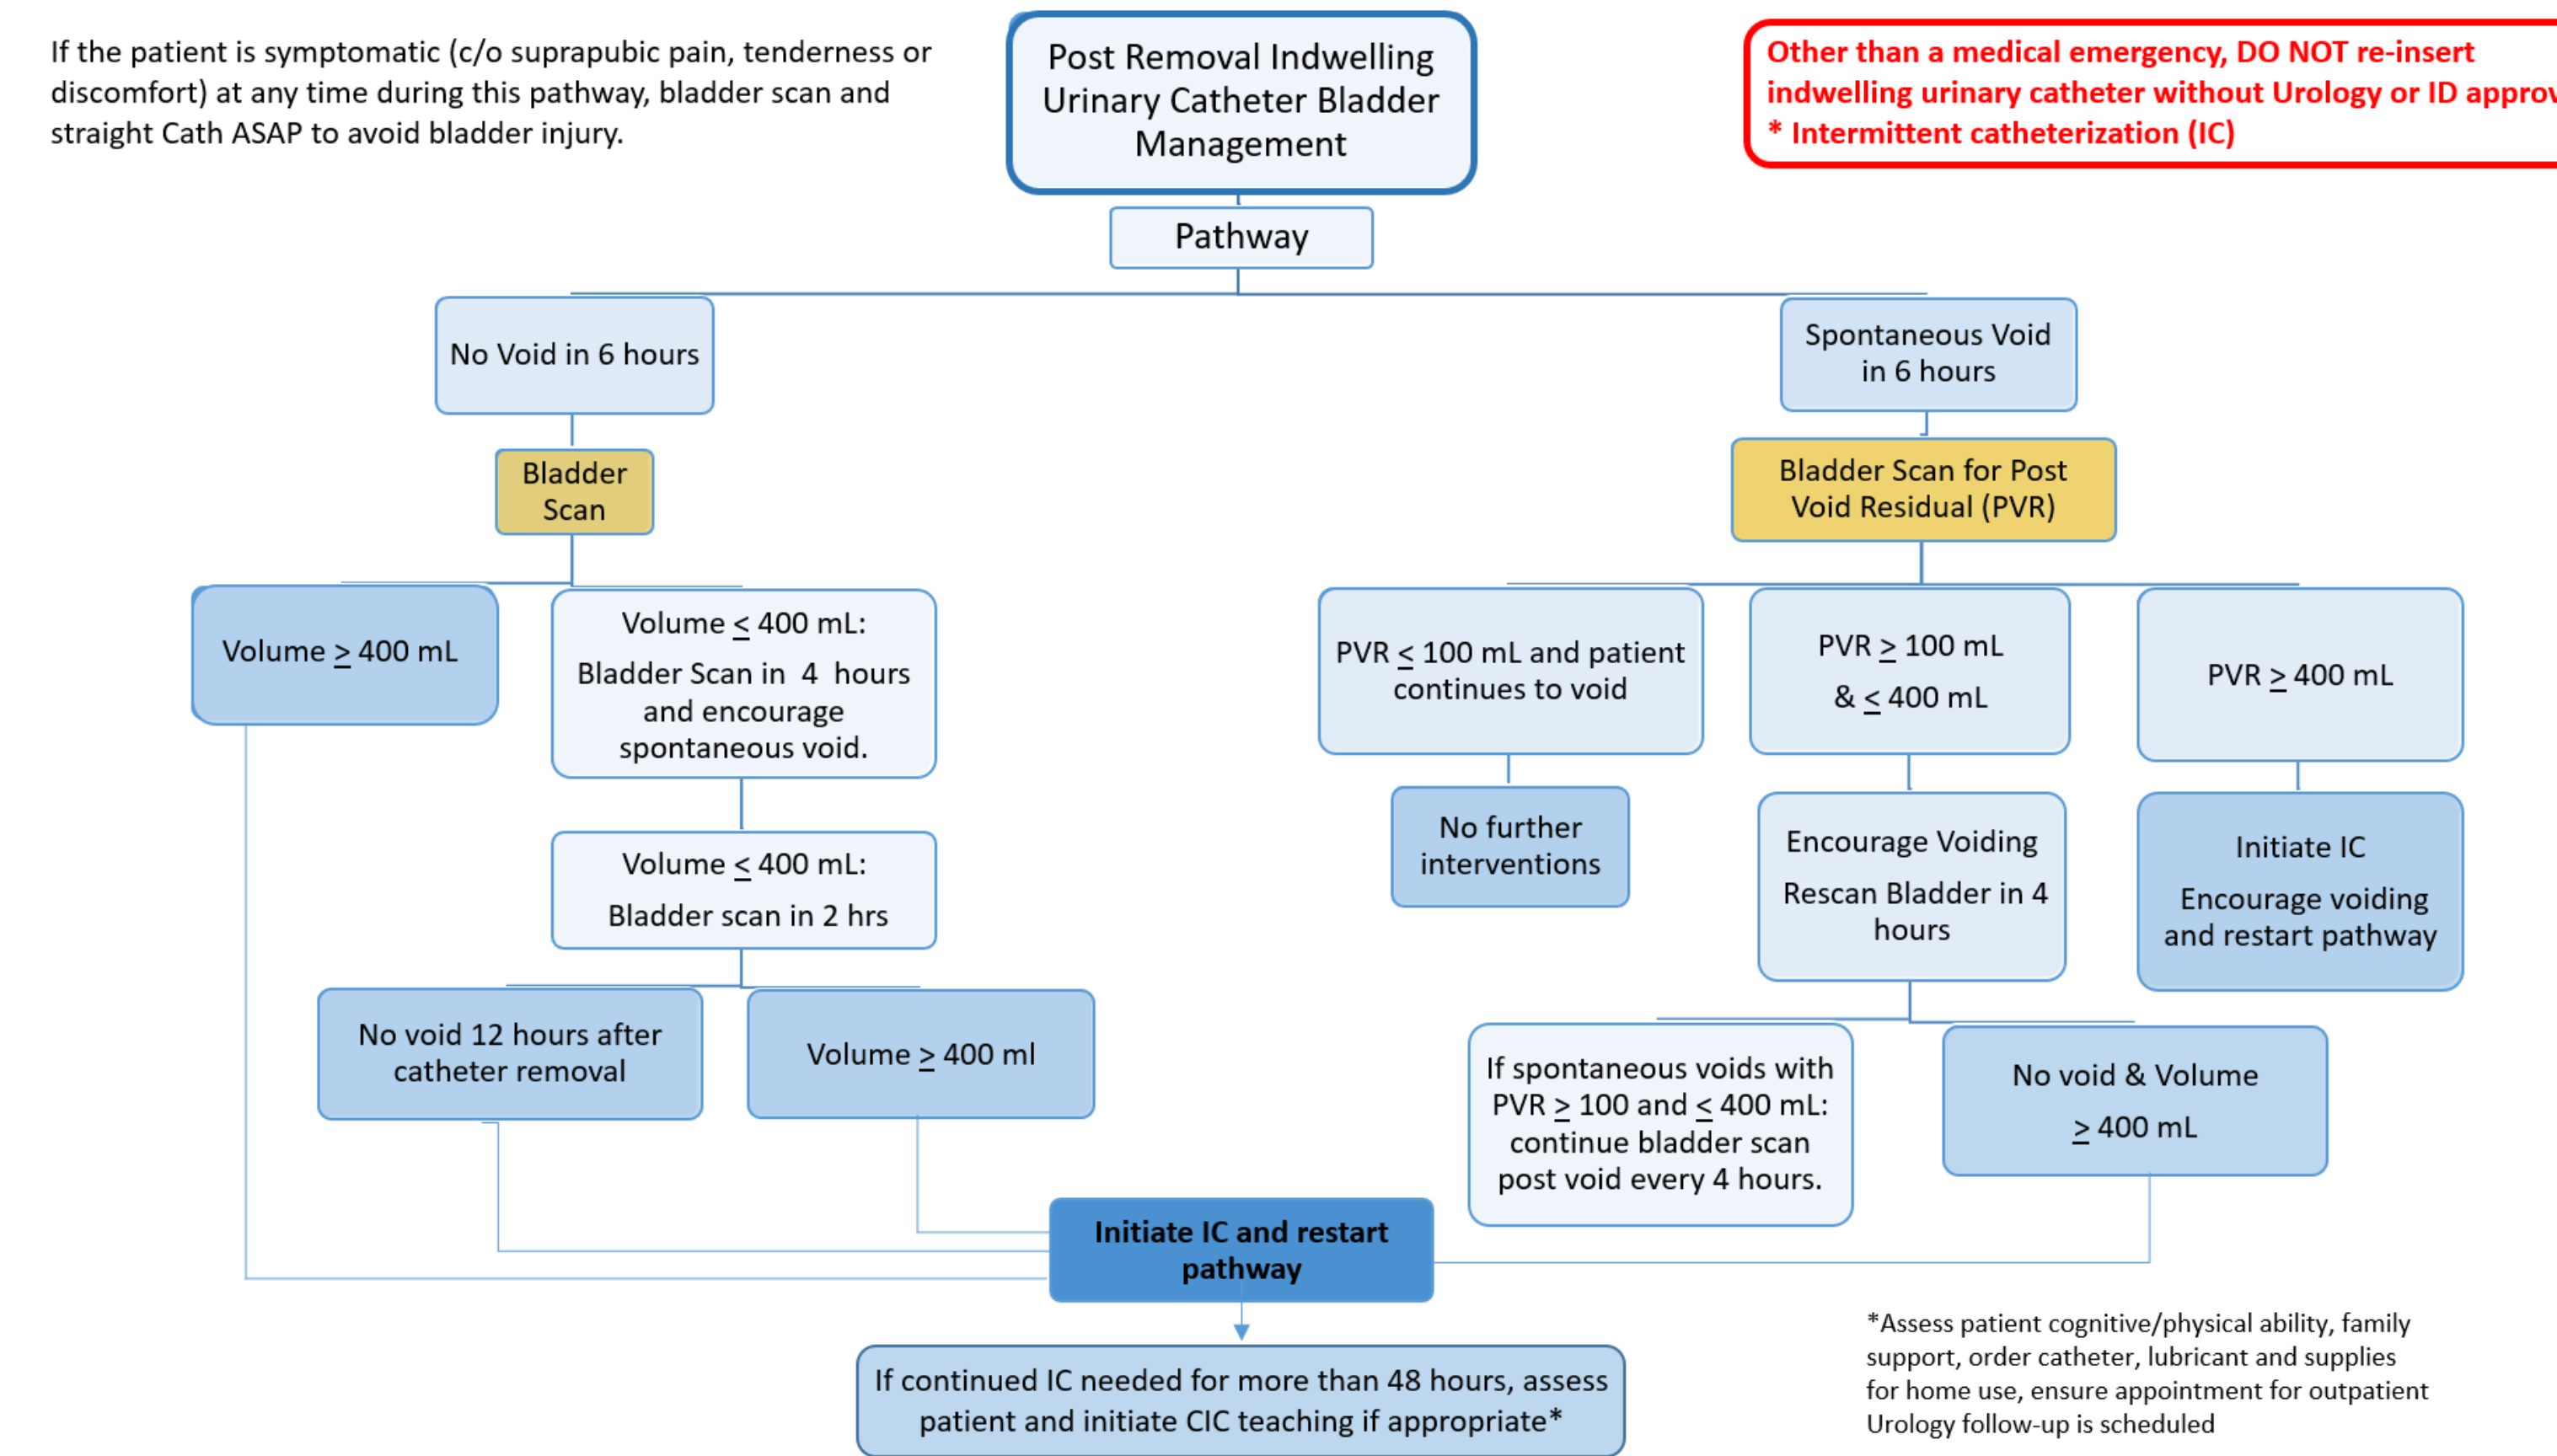 If the patient is symptomatic (c/o suprapubic pain, tenderness or
discomfort) at any time during this pathway, bladder scan and
straight Cath ASAP to avoid bladder injury.
Post Removal Indwelling
Urinary Catheter Bladder
Management
Other than a medical emergency, DO NOT re-insert
indwelling urinary catheter without Urology or ID approv
* Intermittent catheterization (IC)
Pathway
No Void in 6 hours
Spontaneous Void
in 6 hours
Bladder
Scan
Bladder Scan for Post
Void Residual (PVR)
Volume ≥ 400 mL
Volume ≤ 400 mL:
Bladder Scan in 4 hours
and encourage
spontaneous void.
PVR ≤ 100 mL and patient
continues to void
PVR ≥ 100 mL
& ≤ 400 mL
PVR ≥ 400 mL
Volume ≤ 400 mL:
Bladder scan in 2 hrs
No further
interventions
Encourage Voiding
Rescan Bladder in 4
hours
Initiate IC
Encourage voiding
and restart pathway
No void 12 hours after
catheter removal
Volume ≥ 400 ml
If spontaneous voids with
PVR ≥ 100 and ≤ 400 mL:
continue bladder scan
post void every 4 hours.
No void & Volume
≥ 400 mL
Initiate IC and restart
pathway
If continued IC needed for more than 48 hours, assess
patient and initiate CIC teaching if appropriate*
*Assess patient cognitive/physical ability, family
support, order catheter, lubricant and supplies
for home use, ensure appointment for outpatient
Urology follow-up is scheduled